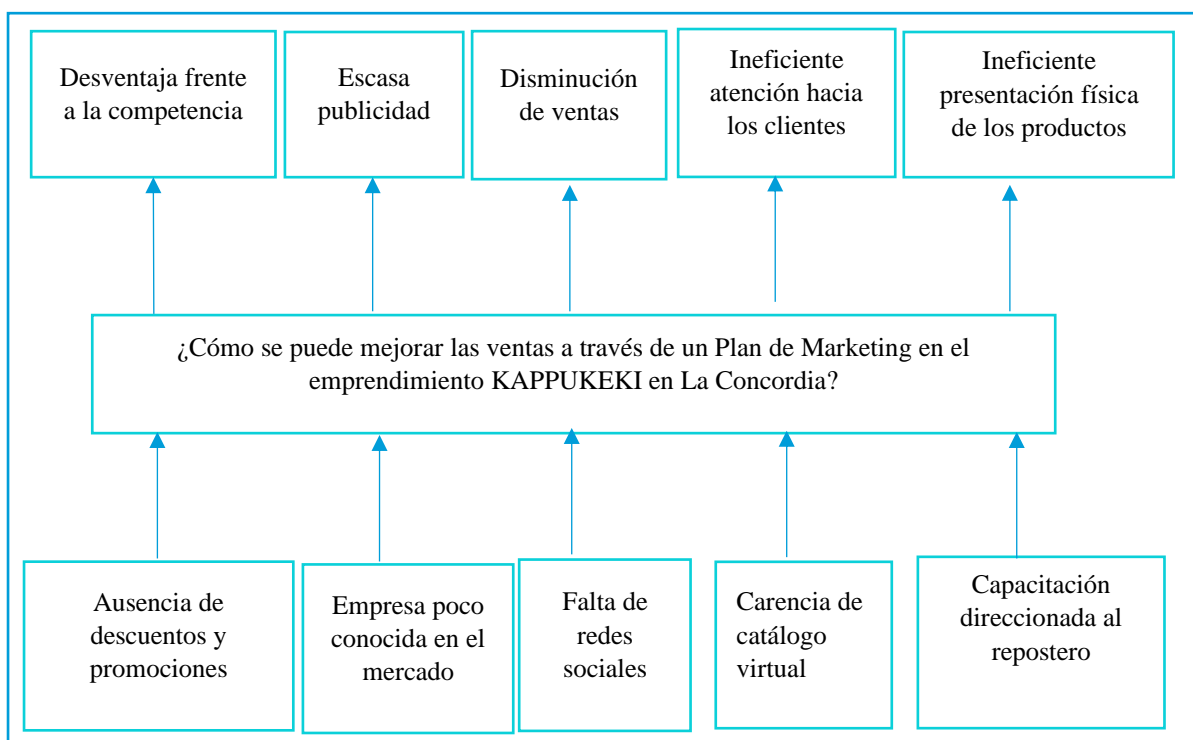 Desventaja frente
a la competencia
Escasa
publicidad
Disminución
de ventas
Ineficiente
atención hacia
los clientes
Ineficiente
presentación física
de los productos
¿Cómo se puede mejorar las ventas a través de un Plan de Marketing en el
emprendimiento KAPPUKEKI en La Concordia?
Ausencia de
descuentos y
promociones
Empresa poco
conocida en el
mercado
Falta de
redes
sociales
Carencia de
catálogo
virtual
Capacitación
direccionada al
repostero